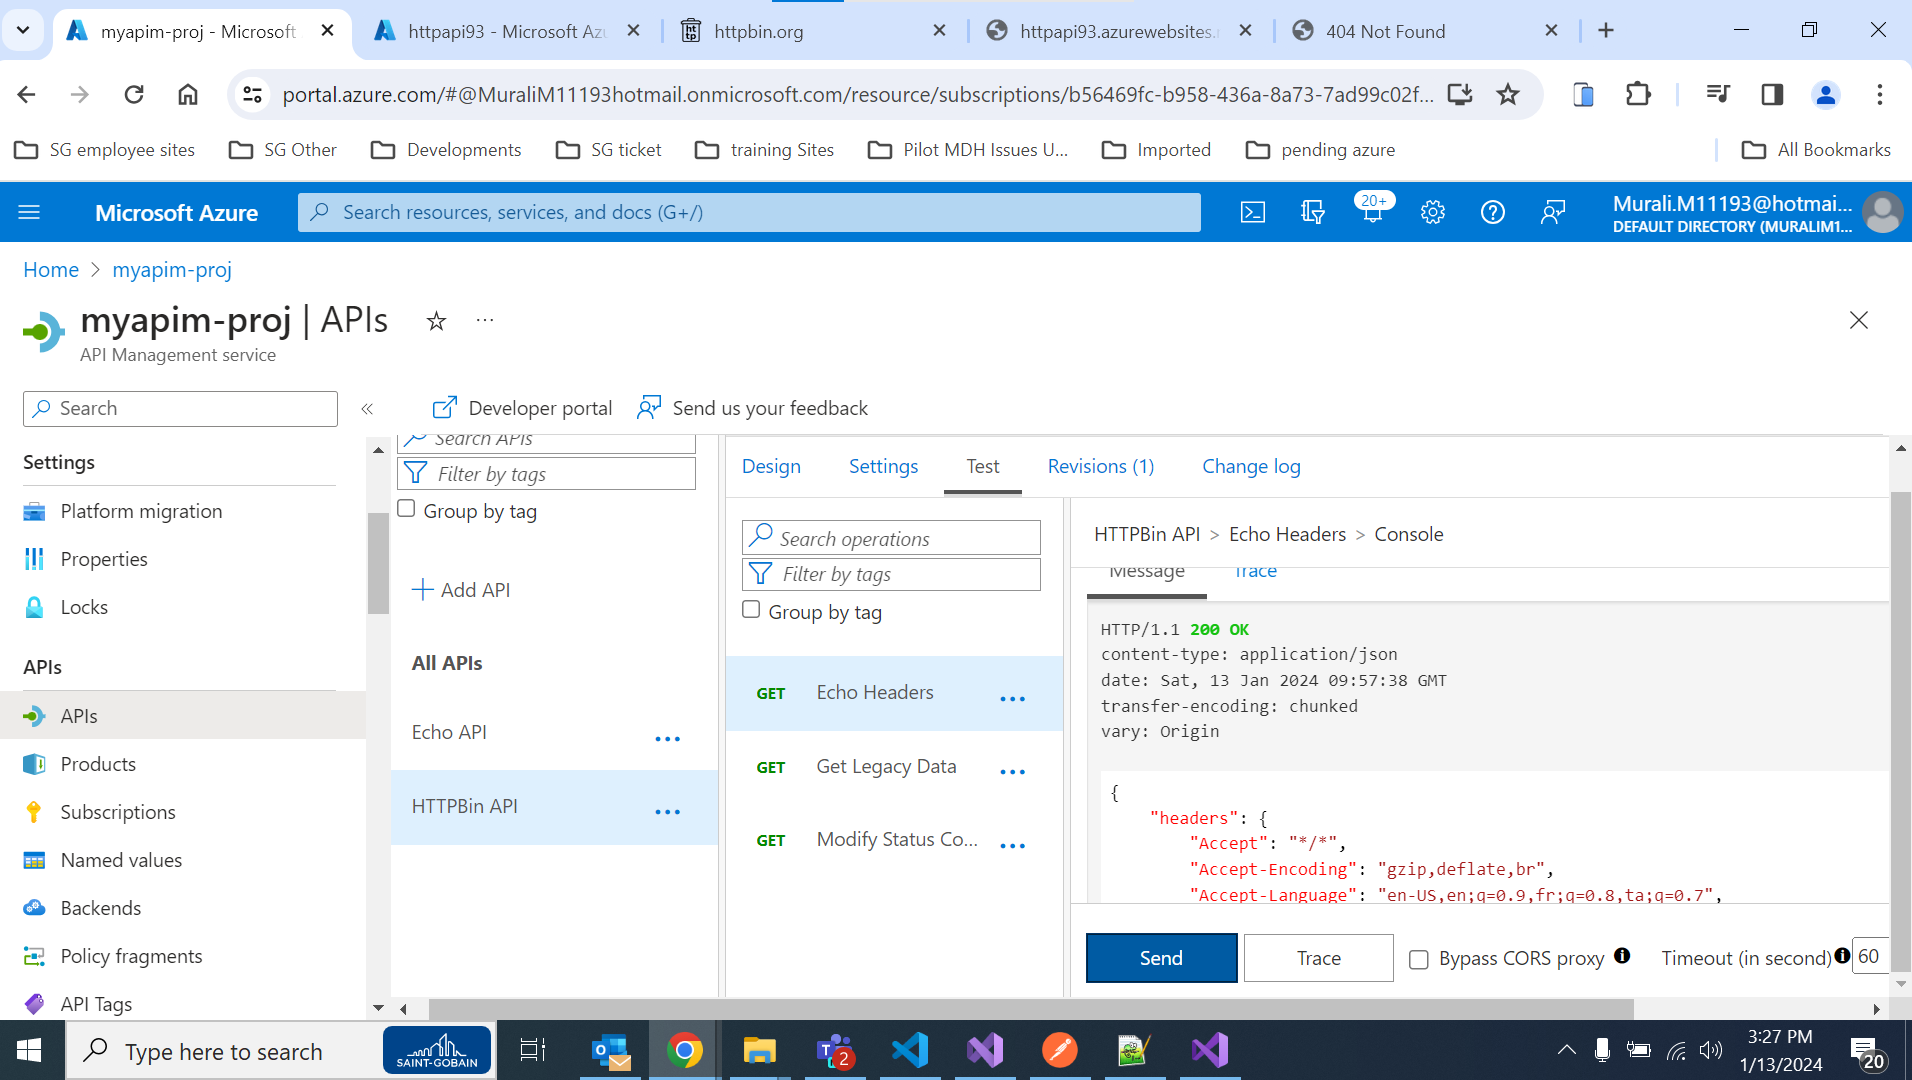 myapim-proj - Microsoft
httpapi93 - Microsoft Az
httpbin.org
httpapi93.azurewebsites.
404 Not Found
portal.azure.com/#@MuraliM11193hotmail.onmicrosoft.com/resource/subscriptions/b56469fc-b958-436a-8a73-7ad99c02f...
SG employee sites
SG Other
Developments
SG ticket
training Sites
Pilot MDH Issues U...
Imported
pending azure
All Bookmarks
Microsoft Azure
Search resources, services, and docs (G+/)
20+
Murali.M11193@hotmai...
DEFAULT DIRECTORY (MURALIM1...
Home > myapim-proj
myapim-proj | APIs
API Management service
Search
Developer portal
Send us your feedback
Settings
Platform migration
Properties
Locks
APIs
APIs
Products
Subscriptions
Named values
Backends
Policy fragments
API Tags
Search APIs
Filter by tags
Group by tag
Add API
All APIs
Echo API
HTTPBin API
Design
Settings
Test
Revisions (1)
Change log
Search operations
Filter by tags
Group by tag
GET Echo Headers
GET Get Legacy Data
GET Modify Status Co...
HTTPBin API > Echo Headers > Console
Message
Trace
HTTP/1.1 200 OK
content-type: application/json
date: Sat, 13 Jan 2024 09:57:38 GMT
transfer-encoding: chunked
vary: Origin
{
"headers": {
"Accept": "*/*",
"Accept-Encoding": "gzip,deflate,br",
"Accept-Language": "en-US,en;q=0.9,fr;q=0.8,ta;q=0.7",
Send
Trace
Bypass CORS proxy
Timeout (in second)
60
Type here to search
SAINT-GOBAIN
2
3:27 PM
1/13/2024
20